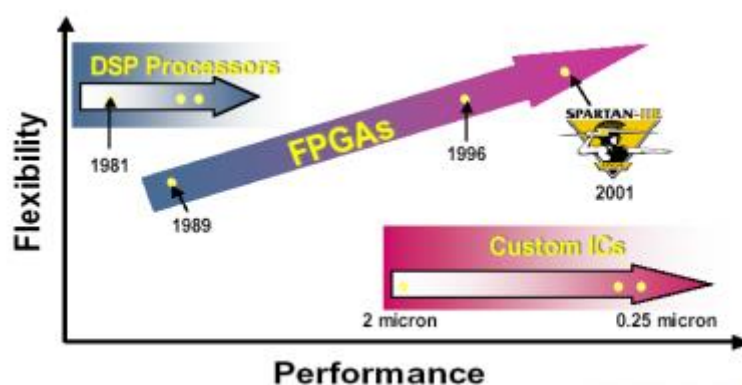 DSP Processors
1981
FPGAs
1989
1996
SPARTAN-IIE
2001
Custom ICs
2 micron
0.25 micron
Flexibility
Performance